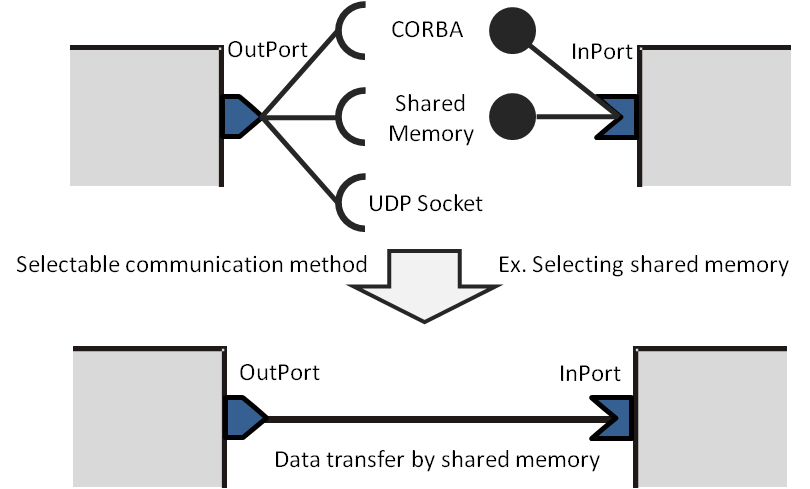 OutPort
CORBA
InPort
Shared
Memory
UDP Socket
Selectable communication method
Ex. Selecting shared memory
OutPort
InPort
Data transfer by shared memory